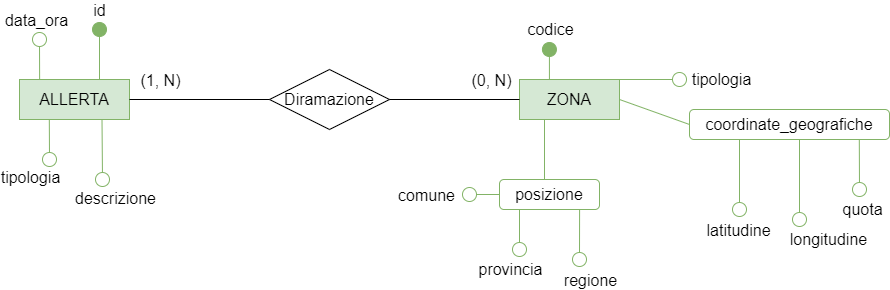 data_ora
id
codice
(1, N)
(0, N)
tipologia
ALLERTA
Diramazione
ZONA
coordinate_geografiche
tipologia
descrizione
comune
posizione
latitudine
longitudine
quota
provincia
regione